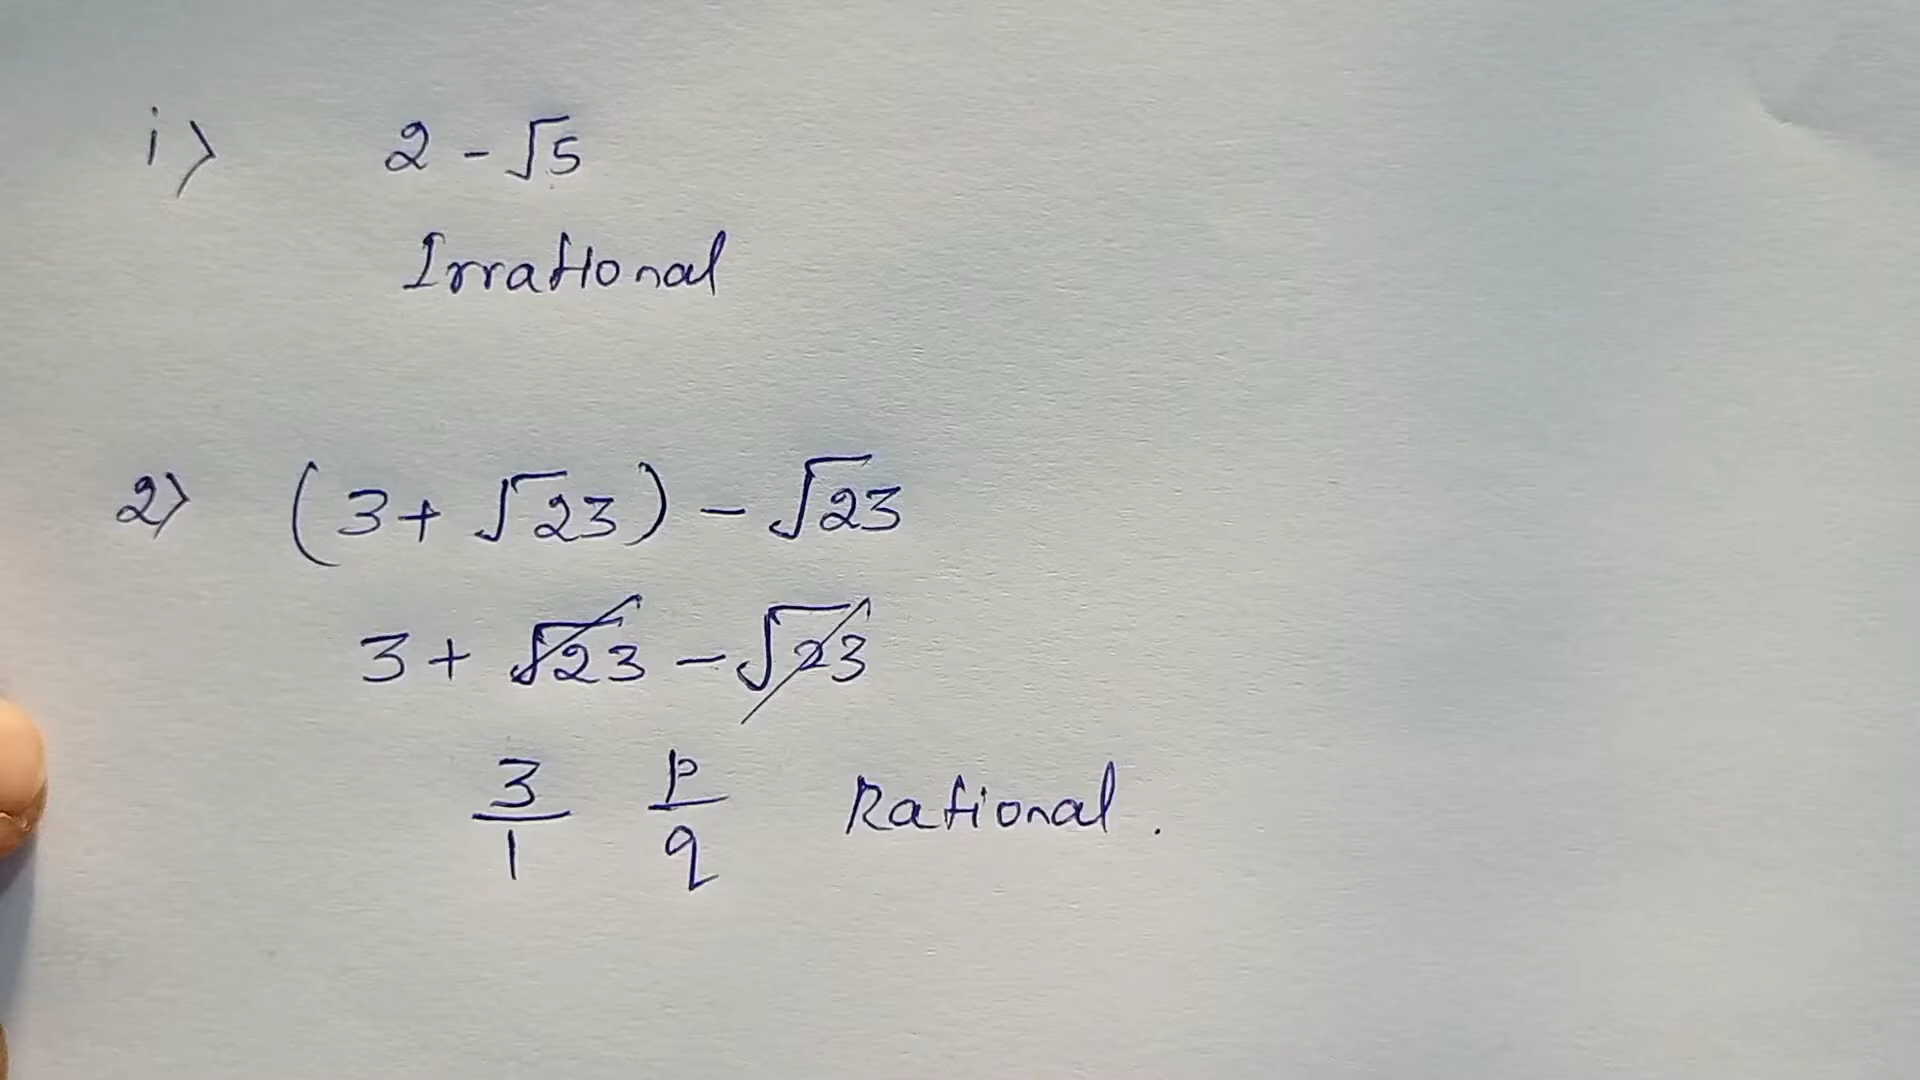 i) 2 - √5
Irrational
2) (3 + √23) - √23
3 + √23 - √23
3/1 p/q Rational.